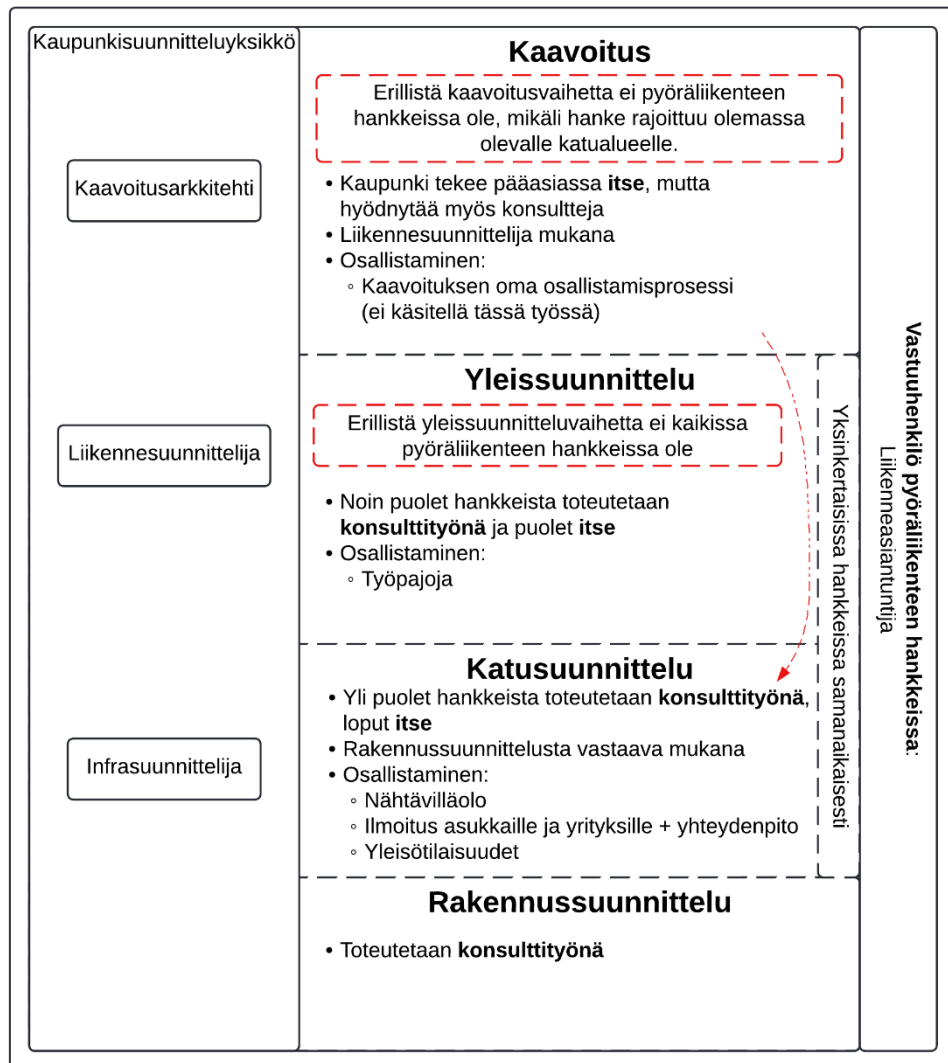 Kaupunkisuunnitteluyksikkö
Kaavoitusarkkitehti
Liikennesuunnittelija
Infrasuunnittelija
Kaavoitus
Erillistä kaavoitusvaihetta ei pyöräliikenteen
hankkeissa ole, mikäli hanke rajoittuu olemassa
olevalle katualueelle.
• Kaupunki tekee pääasiassa itse, mutta
hyödnytää myös konsultteja
• Liikennesuunnittelija mukana
• Osallistaminen:
◦ Kaavoituksen oma osallistamisprosessi
(ei käsitellä tässä työssä)
Yleissuunnittelu
Erillistä yleissuunnitteluvaihetta ei kaikissa
pyöräliikenteen hankkeissa ole
• Noin puolet hankkeista toteutetaan
konsulttityönä ja puolet itse
• Osallistaminen:
◦ Työpajoja
Katusuunnittelu
• Yli puolet hankkeista toteutetaan konsulttityönä,
loput itse
• Rakennussuunnittelusta vastaava mukana
• Osallistaminen:
◦ Nähtävilläolo
◦ Ilmoitus asukkaille ja yrityksille + yhteydenpito
◦ Yleisötilaisuudet
Rakennussuunnittelu
• Toteutetaan konsulttityönä
Yksinkertaisissa hankkeissa samanaikaisesti
Vastuuhenkilö pyöräliikenteen hankkeissa:
Liikenneasiantuntija